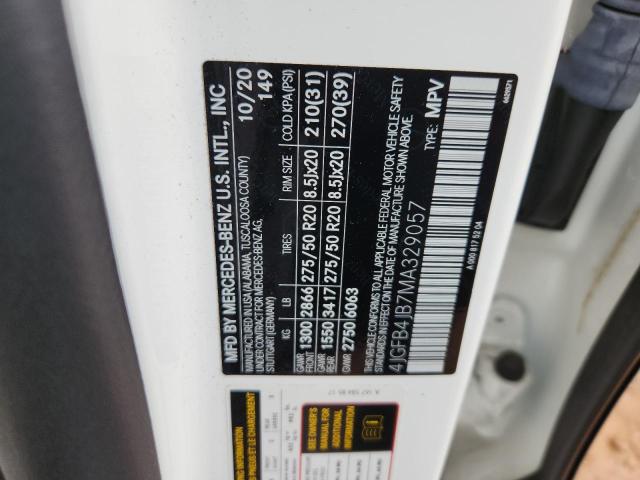 MFD BY MERCEDES-BENZ U.S. INTL., INC
MANUFACTURED IN USA (ALABAMA, TUSCALOOSA COUNTY)
UNDER CONTRACT FOR MERCEDES-BENZ AG,
STUTTGART (GERMANY)
10/20
149
KG LB TIRES RIM SIZE COLD KPA (PSI)
GAWR FRONT 1300 2866 275/50 R20 8.5jx20 210(31)
GAWR REAR 1550 3417 275/50 R20 8.5jx20 270(39)
GVWR 2750 6063
THIS VEHICLE CONFORMS TO ALL APPLICABLE FEDERAL MOTOR VEHICLE SAFETY
STANDARDS IN EFFECT ON THE DATE OF MANUFACTURE SHOWN ABOVE.
4JGFB4JB7MA329057
TYPE: MPV
A 000 817 52 04
SEE OWNER'S
MANUAL FOR
ADDITIONAL
INFORMATION